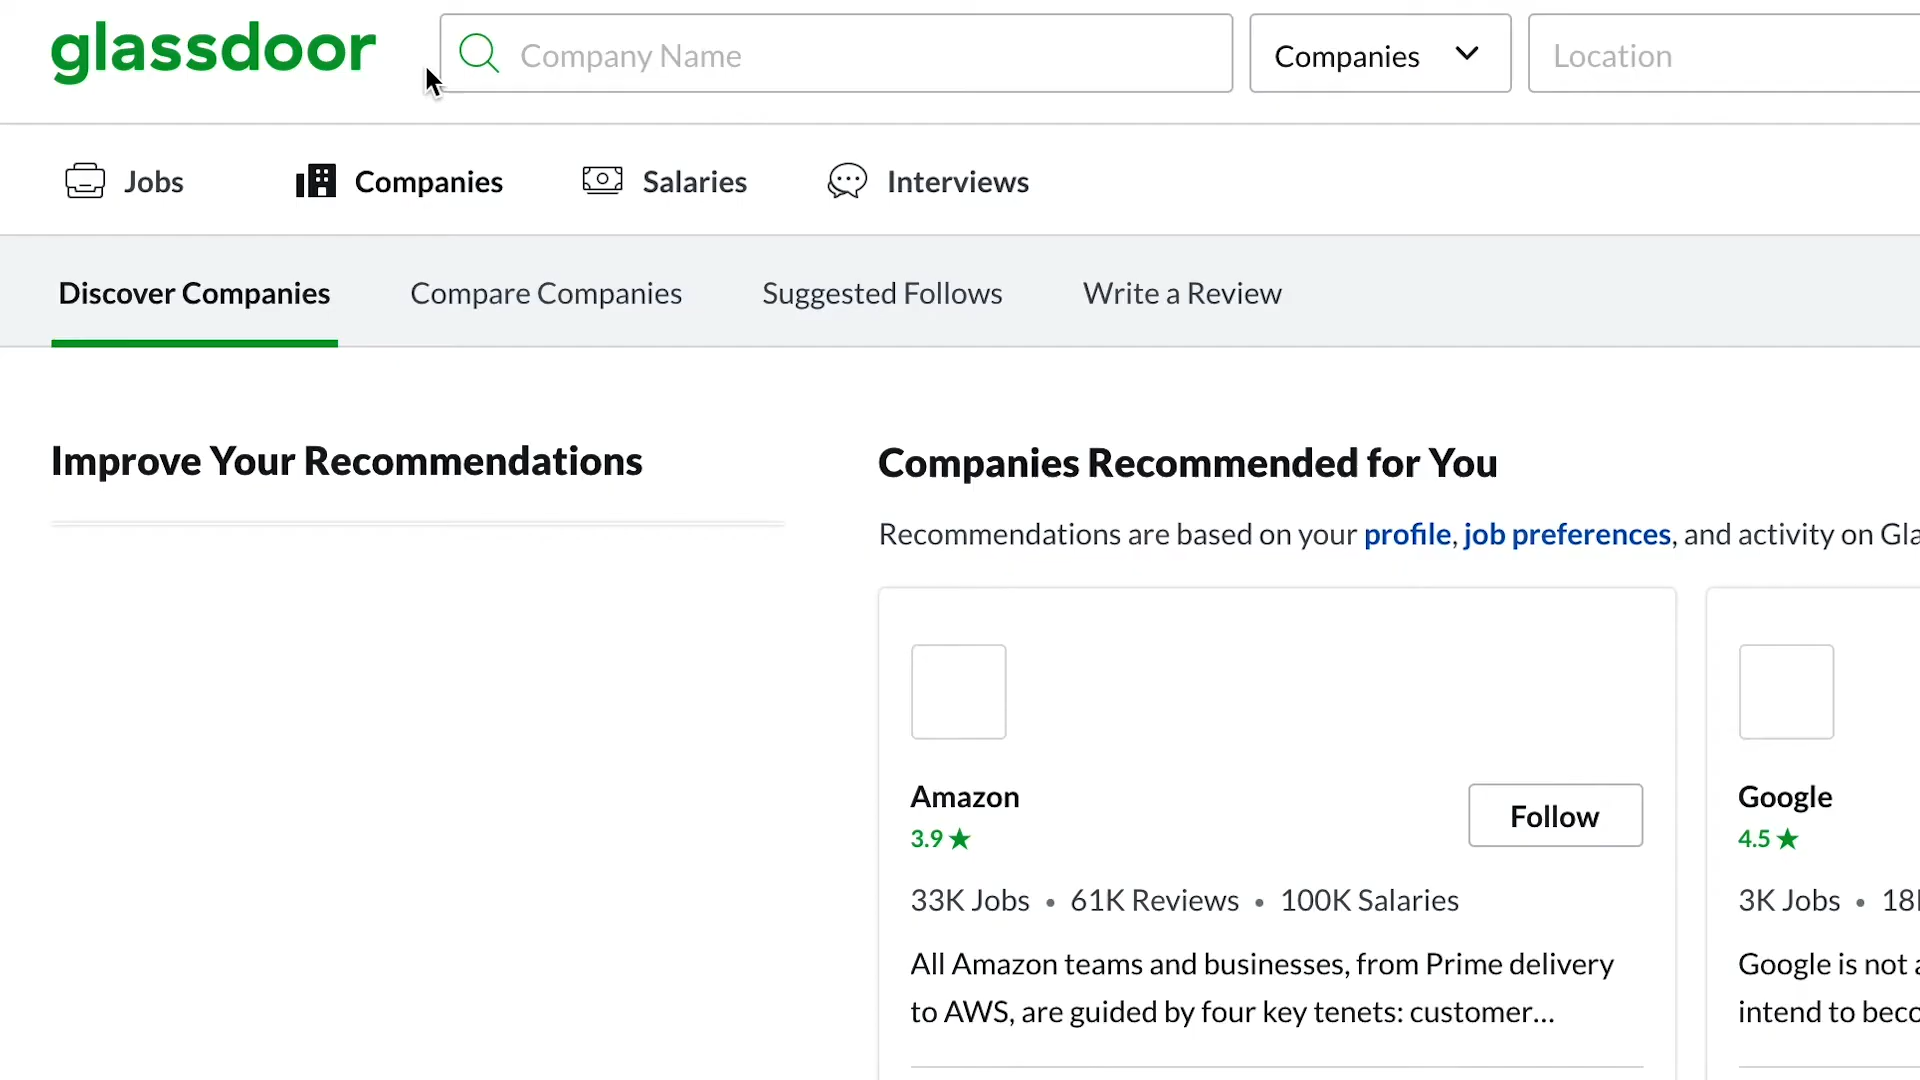 glassdoor
Company Name
Companies
Location
Jobs
Companies
Salaries
Interviews
Discover Companies
Compare Companies
Suggested Follows
Write a Review
Improve Your Recommendations
Companies Recommended for You
Recommendations are based on your profile, job preferences, and activity on
Amazon
3.9 ★
Follow
33K Jobs • 61K Reviews • 100K Salaries
All Amazon teams and businesses, from Prime delivery
to AWS, are guided by four key tenets: customer...
Google
4.5 ★
3K Jobs •
Google is not
intend to